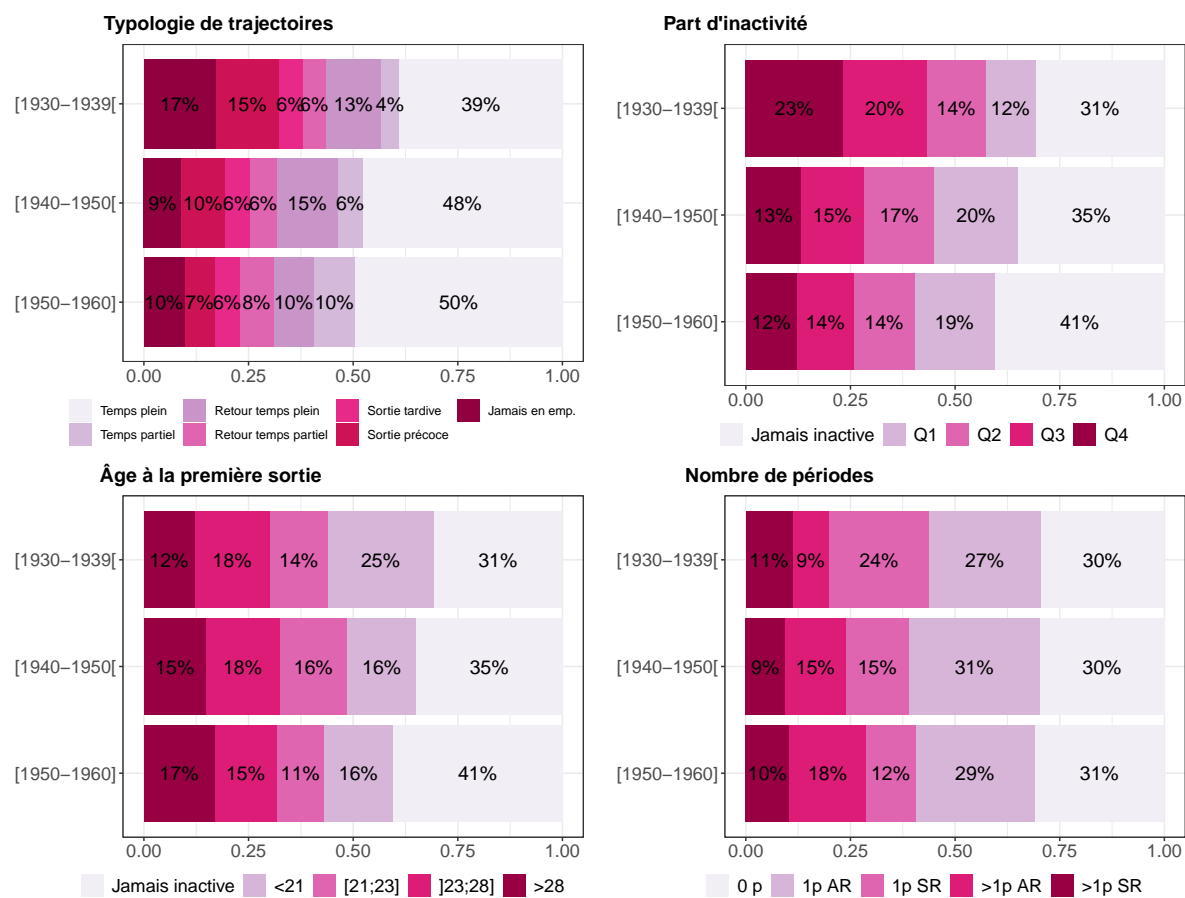 Typologie de trajectoires
[1930–1939[
17% 15% 6% 6% 13% 4% 39%
[1940–1950[
9% 10% 6% 6% 15% 6% 48%
[1950–1960]
10% 7% 6% 8% 10% 10% 50%
0.00 0.25 0.50 0.75 1.00
Temps plein Retour temps plein Sortie tardive Jamais en emp.
Temps partiel Retour temps partiel Sortie précoce
Part d'inactivité
[1930–1939[
23% 20% 14% 12% 31%
[1940–1950[
13% 15% 17% 20% 35%
[1950–1960]
12% 14% 14% 19% 41%
0.00 0.25 0.50 0.75 1.00
Jamais inactive Q1 Q2 Q3 Q4
Âge à la première sortie
[1930–1939[
12% 18% 14% 25% 31%
[1940–1950[
15% 18% 16% 16% 35%
[1950–1960]
17% 15% 11% 16% 41%
0.00 0.25 0.50 0.75 1.00
Jamais inactive <21 [21;23] ]23;28] >28
Nombre de périodes
[1930–1939[
11% 9% 24% 27% 30%
[1940–1950[
9% 15% 15% 31% 30%
[1950–1960]
10% 18% 12% 29% 31%
0.00 0.25 0.50 0.75 1.00
0 p 1p AR 1p SR >1p AR >1p SR